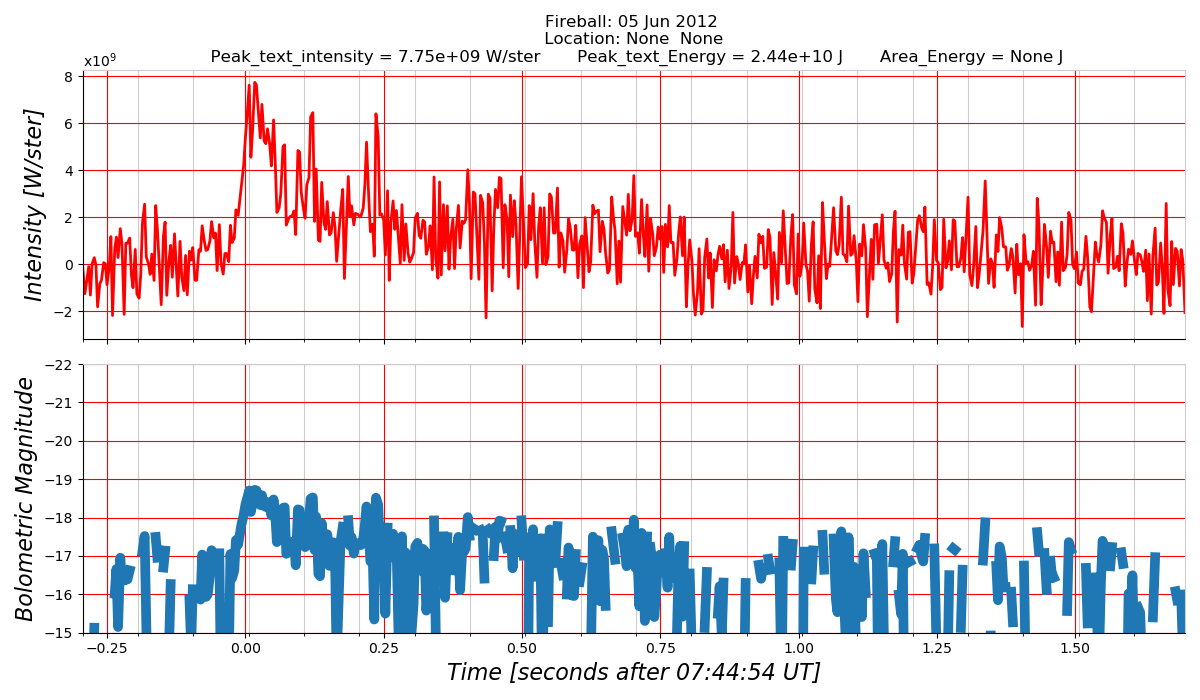 Fireball: 05 Jun 2012
Location: None  None
Peak_text_intensity = 7.75e+09 W/ster       Peak_text_Energy = 2.44e+10 J       Area_Energy = None J
x10⁹
8
6
4
2
0
−2
Intensity [W/ster]
−22
−21
−20
−19
−18
−17
−16
−15
Bolometric Magnitude
−0.25 0.00 0.25 0.50 0.75 1.00 1.25 1.50
Time [seconds after 07:44:54 UT]